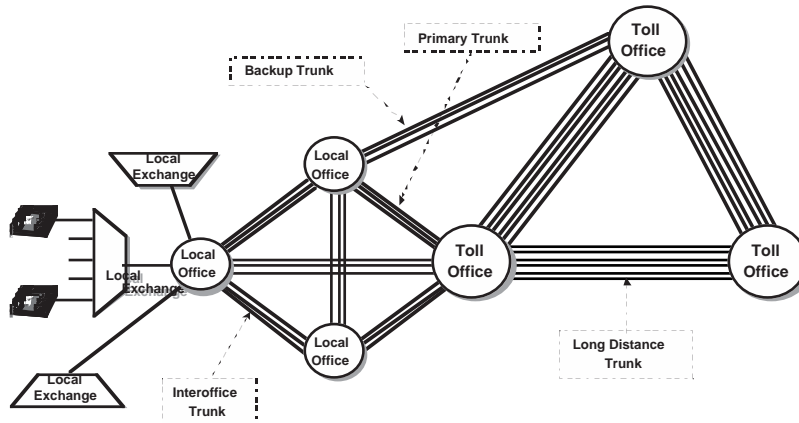 Toll
Office
Primary Trunk
Backup Trunk
Local
Exchange
Local
Office
Local
Office
Toll
Office
Toll
Office
Local
Exchange
Local
Office
Long Distance
Trunk
Local
Exchange
Interoffice
Trunk